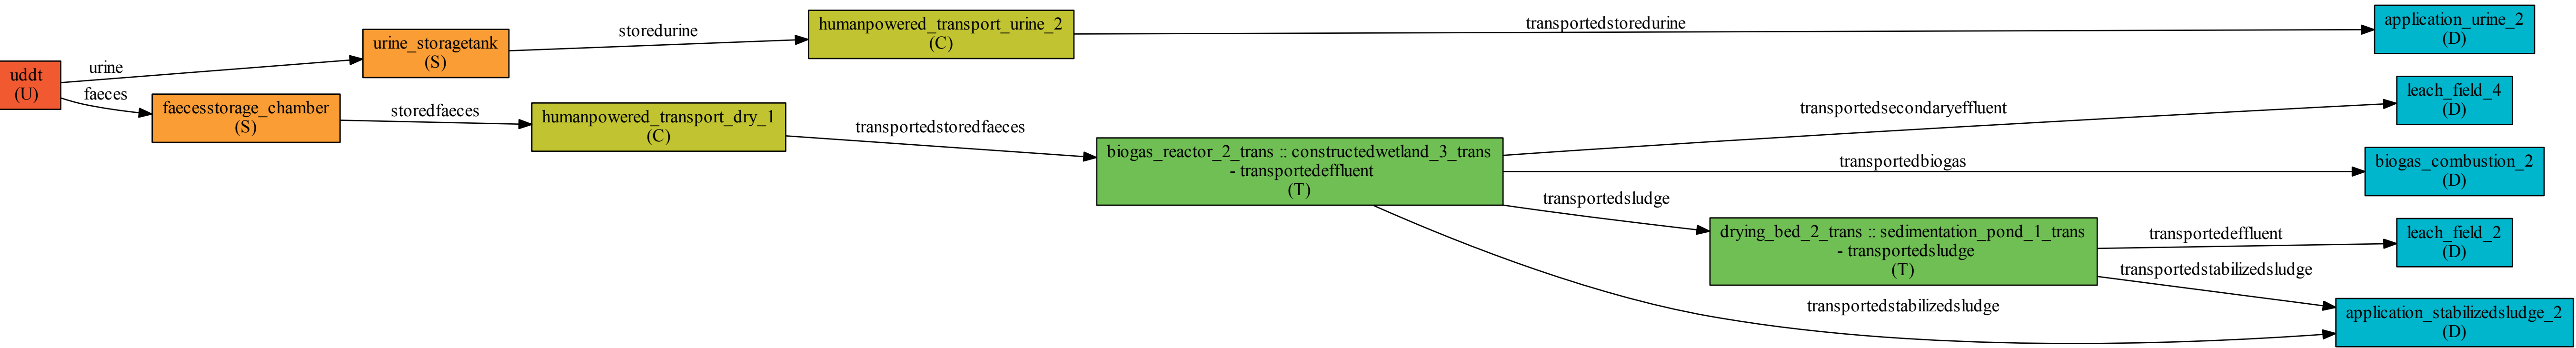 uddt
(U)
urine
faeces
urine_storagetank
(S)
faecesstorage_chamber
(S)
storedurine
storedfaeces
humanpowered_transport_urine_2
(C)
humanpowered_transport_dry_1
(C)
transportedstoredurine
transportedstoredfaeces
biogas_reactor_2_trans :: constructedwetland_3_trans
- transportedeffluent
(T)
transportedsecondaryeffluent
transportedbiogas
transportedsludge
transportedstabilizedsludge
drying_bed_2_trans :: sedimentation_pond_1_trans
- transportedsludge
(T)
transportedeffluent
transportedstabilizedsludge
application_urine_2
(D)
leach_field_4
(D)
biogas_combustion_2
(D)
leach_field_2
(D)
application_stabilizedsludge_2
(D)